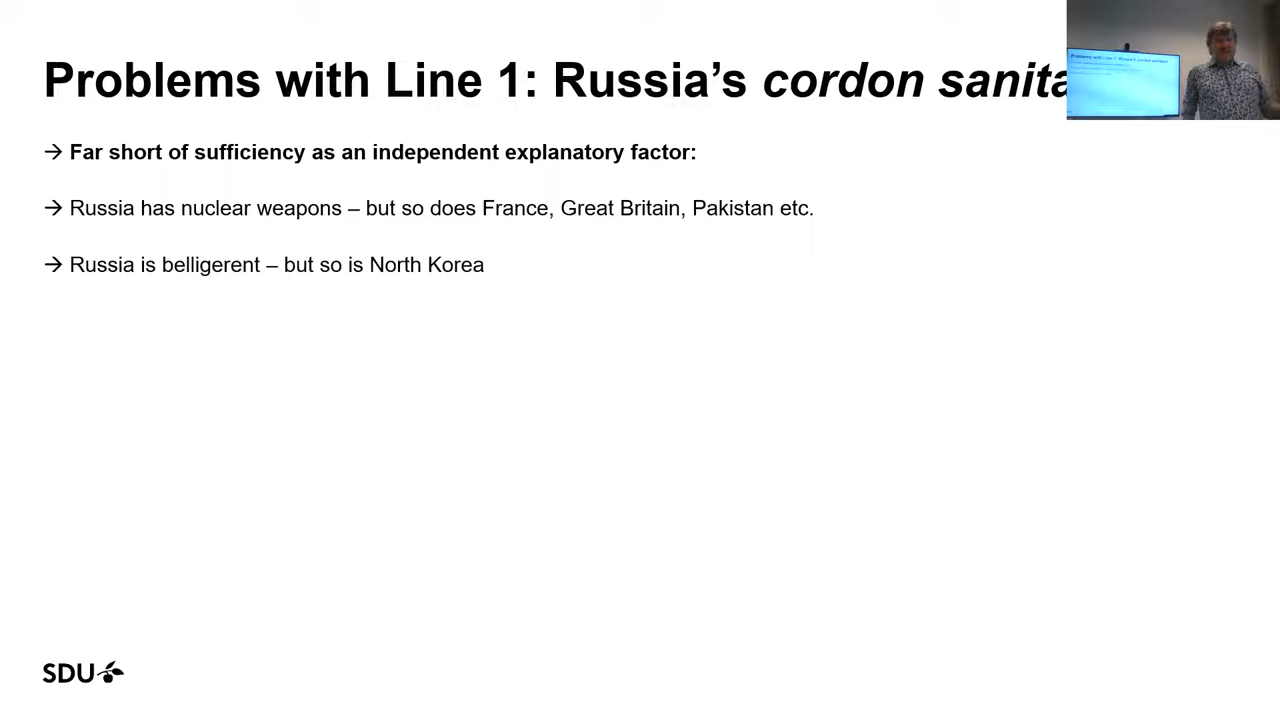 Problems with Line 1: Russia's cordon sanita
→ Far short of sufficiency as an independent explanatory factor:
→ Russia has nuclear weapons – but so does France, Great Britain, Pakistan etc.
→ Russia is belligerent – but so is North Korea
SDU